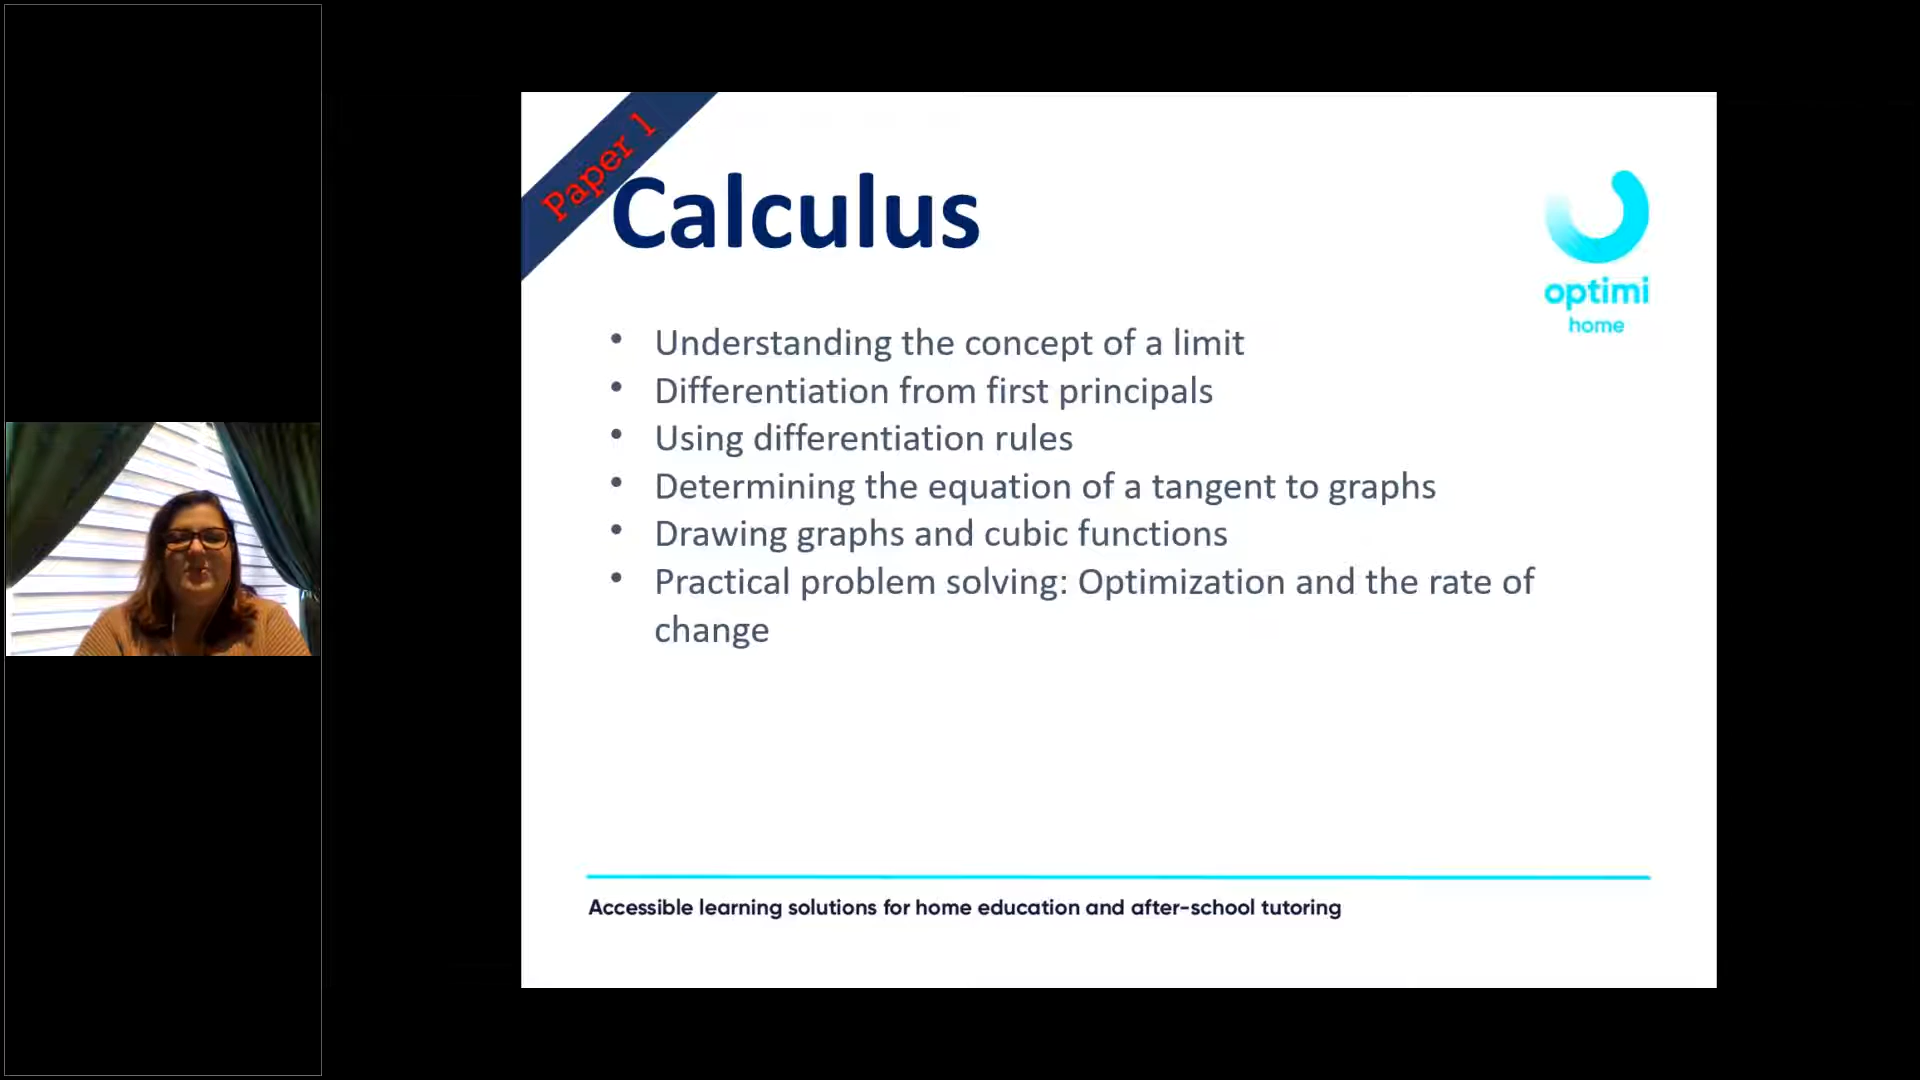 Paper 1
Calculus
optimi
home
• Understanding the concept of a limit
• Differentiation from first principals
• Using differentiation rules
• Determining the equation of a tangent to graphs
• Drawing graphs and cubic functions
• Practical problem solving: Optimization and the rate of
change
Accessible learning solutions for home education and after-school tutoring